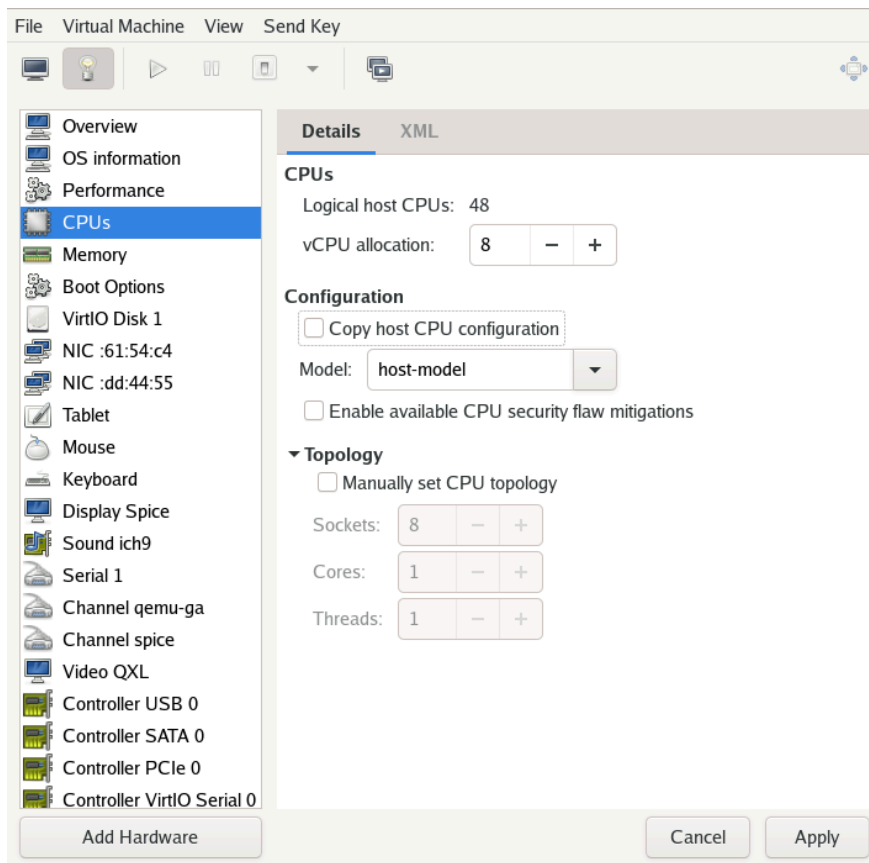 File Virtual Machine View Send Key
Overview
OS information
Performance
CPUs
Memory
Boot Options
VirtIO Disk 1
NIC :61:54:c4
NIC :dd:44:55
Tablet
Mouse
Keyboard
Display Spice
Sound ich9
Serial 1
Channel qemu-ga
Channel spice
Video QXL
Controller USB 0
Controller SATA 0
Controller PCIe 0
Controller VirtIO Serial 0
Add Hardware
Details XML
CPUs
Logical host CPUs: 48
vCPU allocation: 8 − +
Configuration
Copy host CPU configuration
Model: host-model
Enable available CPU security flaw mitigations
Topology
Manually set CPU topology
Sockets: 8 − +
Cores: 1 − +
Threads: 1 − +
Cancel Apply